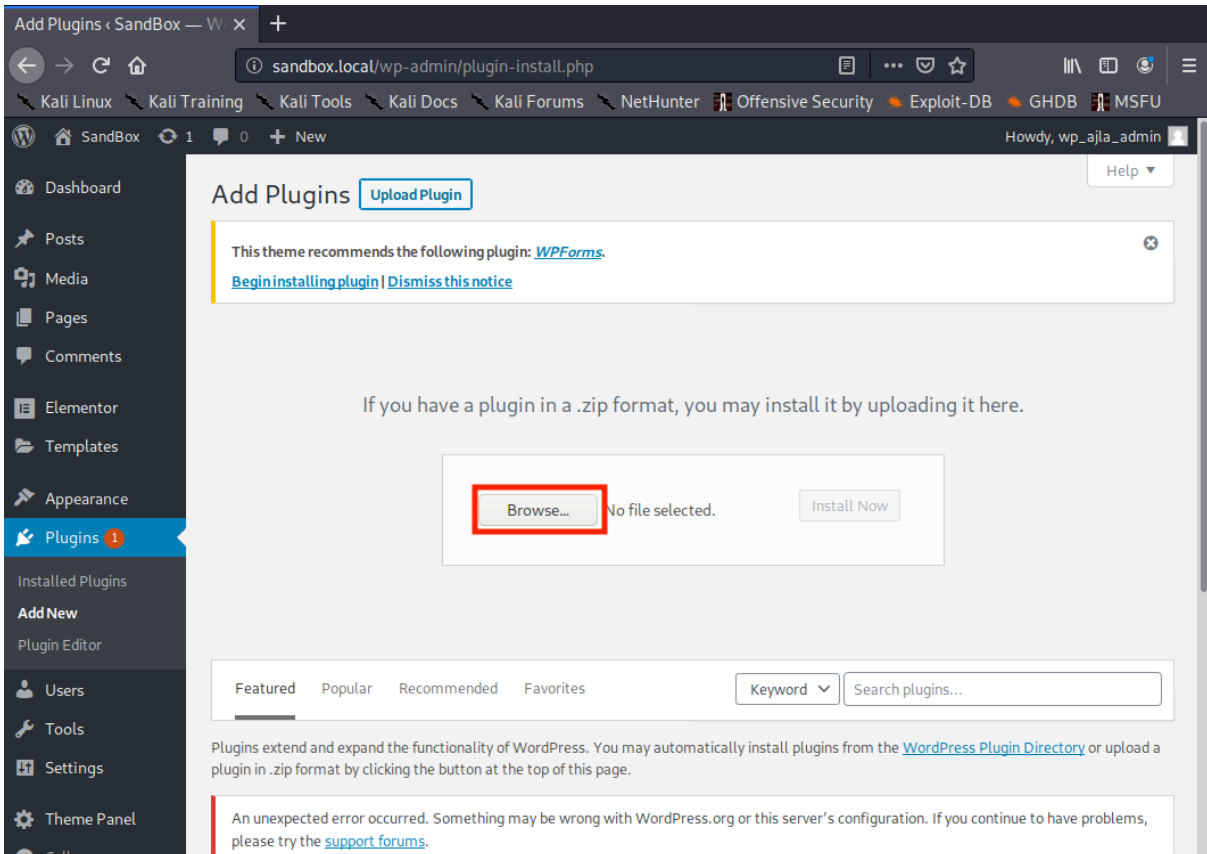 Add Plugins ‹ SandBox — W
sandbox.local/wp-admin/plugin-install.php
Kali Linux Kali Training Kali Tools Kali Docs Kali Forums NetHunter Offensive Security Exploit-DB GHDB MSFU
SandBox 1 0 + New Howdy, wp_ajla_admin
Help
Dashboard
Posts
Media
Pages
Comments
Elementor
Templates
Appearance
Plugins 1
Installed Plugins
Add New
Plugin Editor
Users
Tools
Settings
Theme Panel
Add Plugins Upload Plugin
This theme recommends the following plugin: WPForms.
Begin installing plugin | Dismiss this notice
If you have a plugin in a .zip format, you may install it by uploading it here.
Browse... No file selected. Install Now
Featured Popular Recommended Favorites Keyword Search plugins...
Plugins extend and expand the functionality of WordPress. You may automatically install plugins from the WordPress Plugin Directory or upload a
plugin in .zip format by clicking the button at the top of this page.
An unexpected error occurred. Something may be wrong with WordPress.org or this server’s configuration. If you continue to have problems,
please try the support forums.